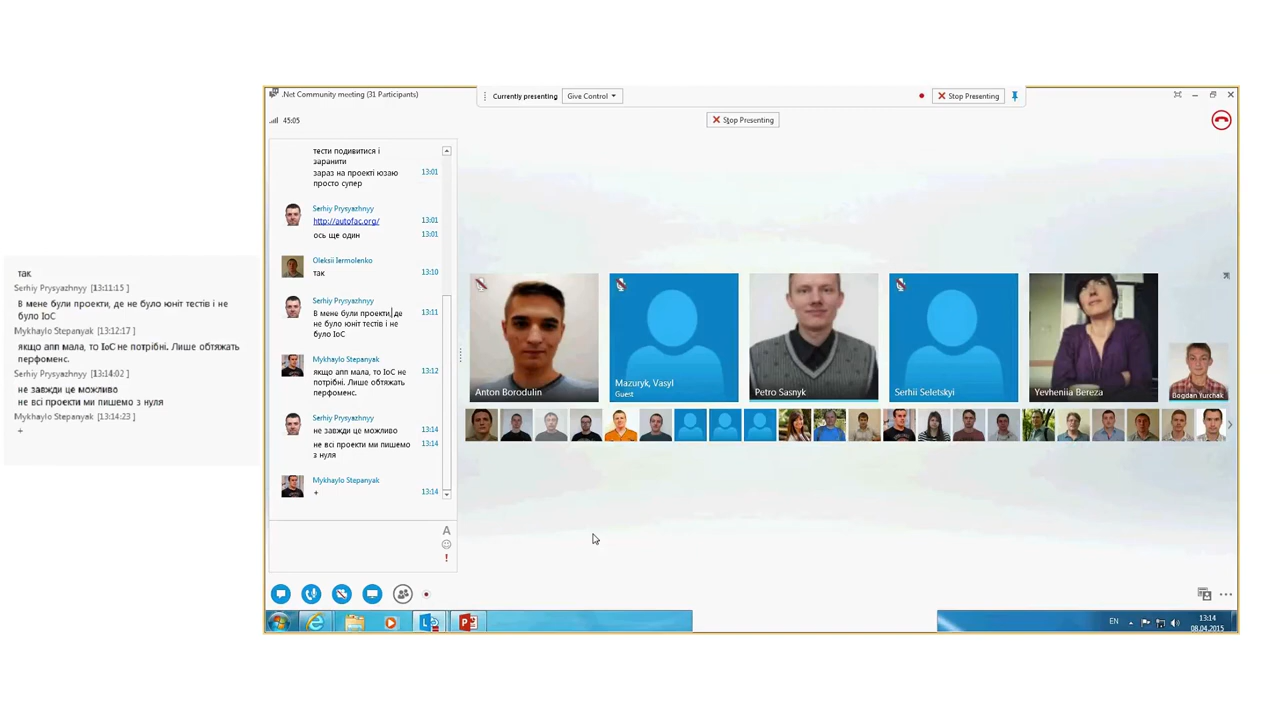 .Net Community meeting (31 Participants)
Currently presenting
Give Control
Stop Presenting
45:05
Stop Presenting
тести подивитися і
заранити
зараз на проекті юзаю
13:01
просто супер
Serhiy Prysyazhnyy
http://autofac.org/
13:01
ось ще один
13:01
Oleksii Iermolenko
так
13:10
Serhiy Prysyazhnyy
В мене були проекти,де
13:11
не було юніт тестів і не
було ІоС
Mykhaylo Stepanyak
якщо апп мала, то ІоС не
13:12
потрібні. Лише обтяжать
перфоменс.
Serhiy Prysyazhnyy
не завжди це можливо
13:14
не всі проекти ми пишемо
13:14
з нуля
Mykhaylo Stepanyak
+
13:14
A
!
так
Serhiy Prysyazhnyy [13:11:15 ]
В мене були проекти, де не було юніт тестів і не
було ІоС
Mykhaylo Stepanyak [13:12:17 ]
якщо апп мала, то ІоС не потрібні. Лише обтяжать
перфоменс.
Serhiy Prysyazhnyy [13:14:02 ]
не завжди це можливо
не всі проекти ми пишемо з нуля
Mykhaylo Stepanyak [13:14:23 ]
+
Anton Borodulin
Mazuryk, Vasyl
Guest
Petro Sasnyk
Serhii Seletskyi
Yevheniia Bereza
Bogdan Yurchak
EN
13:14
08.04.2015